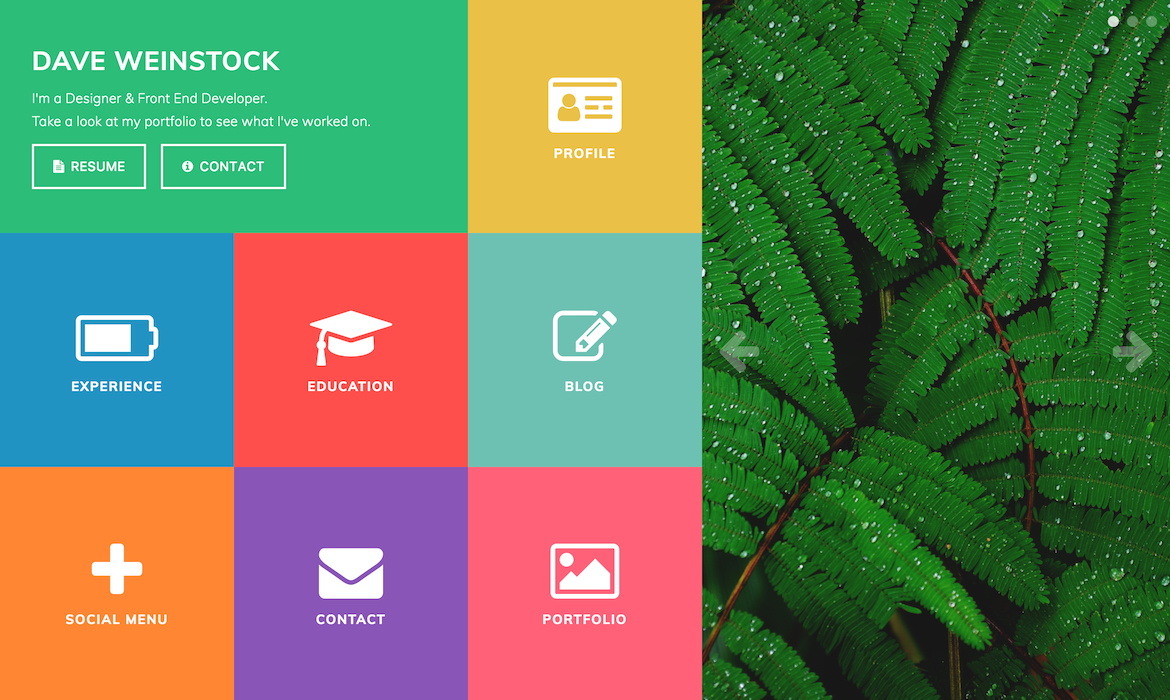 DAVE WEINSTOCK
I'm a Designer & Front End Developer.
Take a look at my portfolio to see what I've worked on.
RESUME
CONTACT
PROFILE
EXPERIENCE
EDUCATION
BLOG
SOCIAL MENU
CONTACT
PORTFOLIO